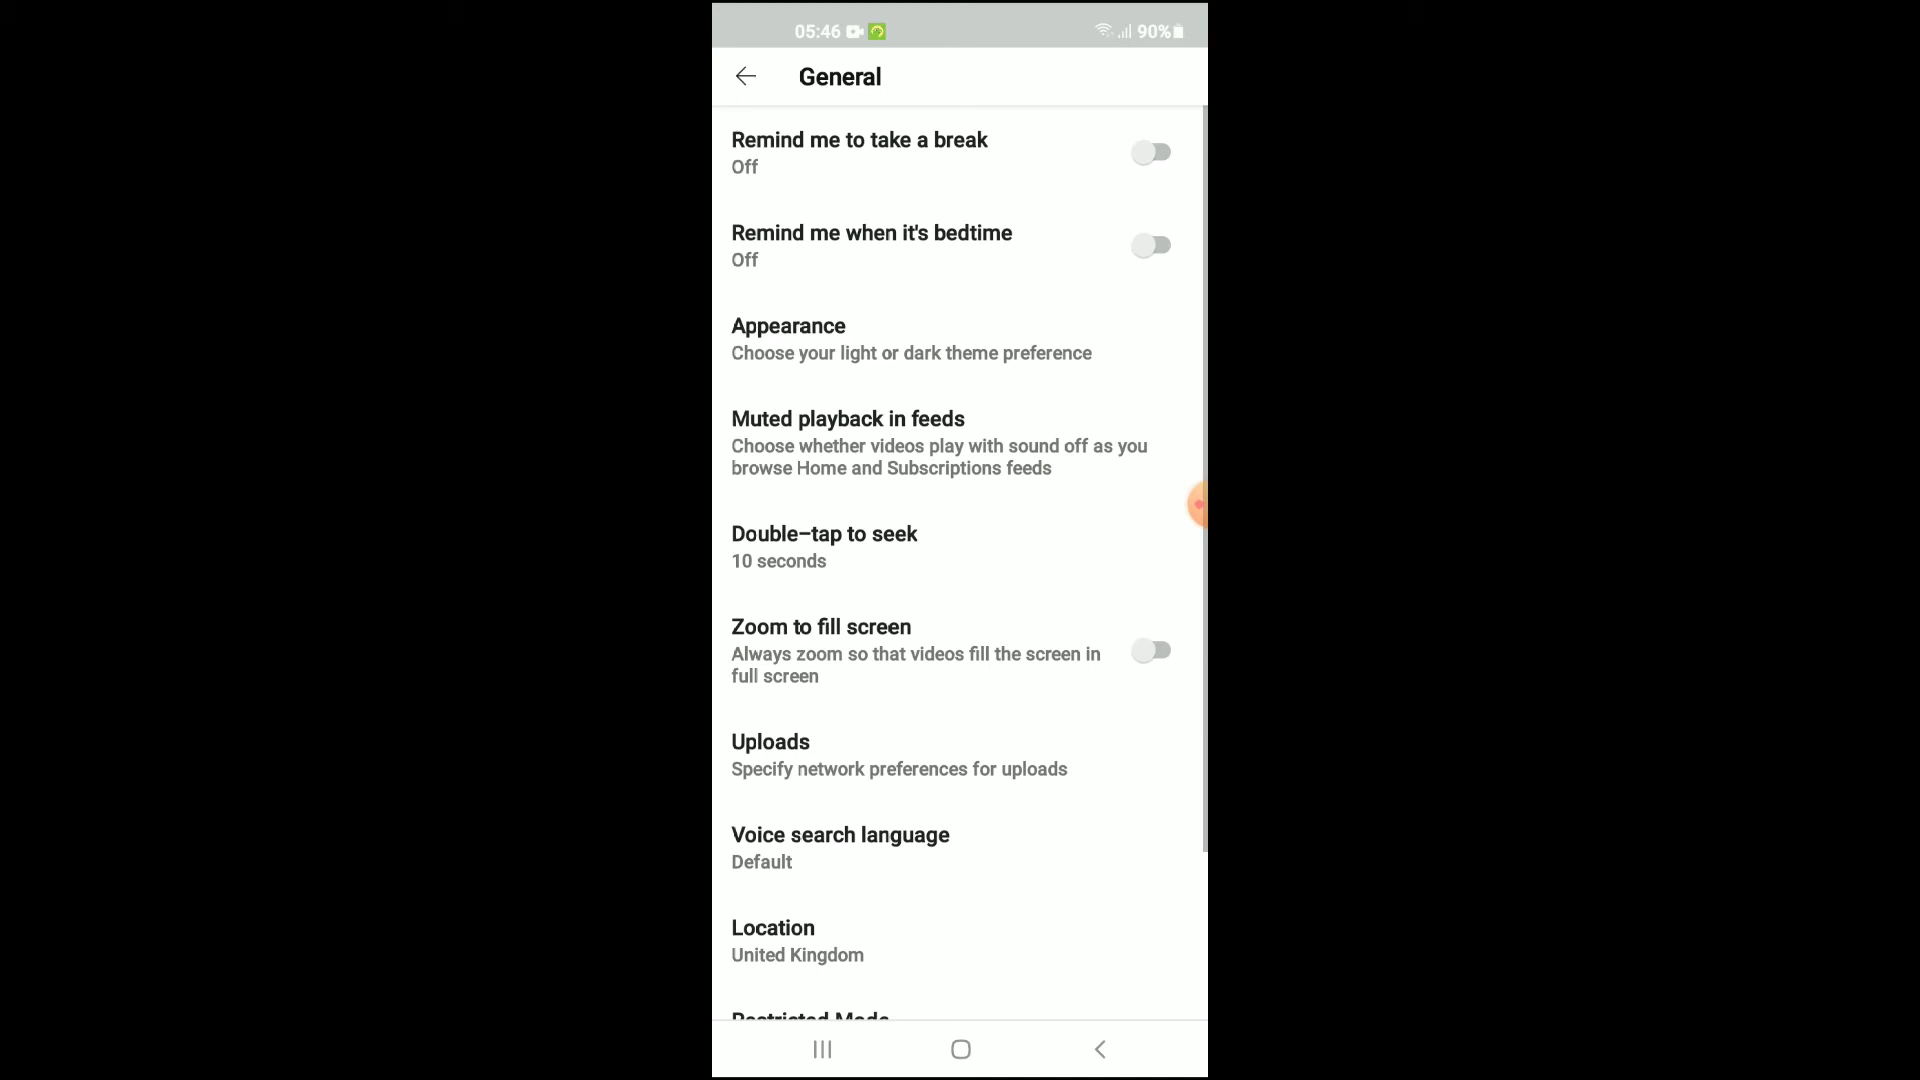 05:46 90%
General
Remind me to take a break
Off
Remind me when it's bedtime
Off
Appearance
Choose your light or dark theme preference
Muted playback in feeds
Choose whether videos play with sound off as you
browse Home and Subscriptions feeds
Double-tap to seek
10 seconds
Zoom to fill screen
Always zoom so that videos fill the screen in
full screen
Uploads
Specify network preferences for uploads
Voice search language
Default
Location
United Kingdom
Restricted Mode